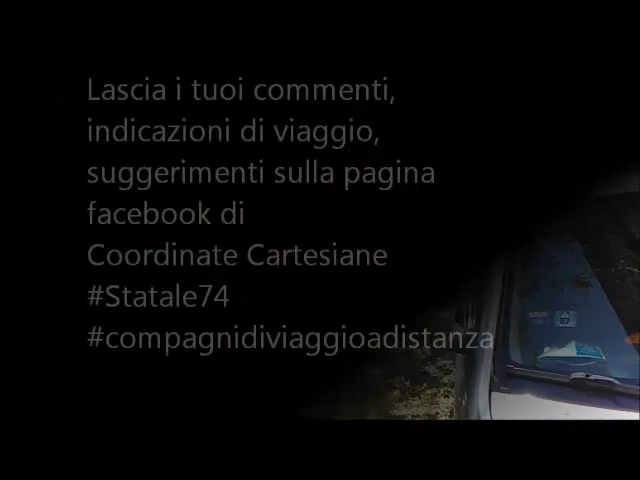 Lascia i tuoi commenti,
indicazioni di viaggio,
suggerimenti sulla pagina
facebook di
Coordinate Cartesiane
#Statale74
#compagnidiviaggioadistanza